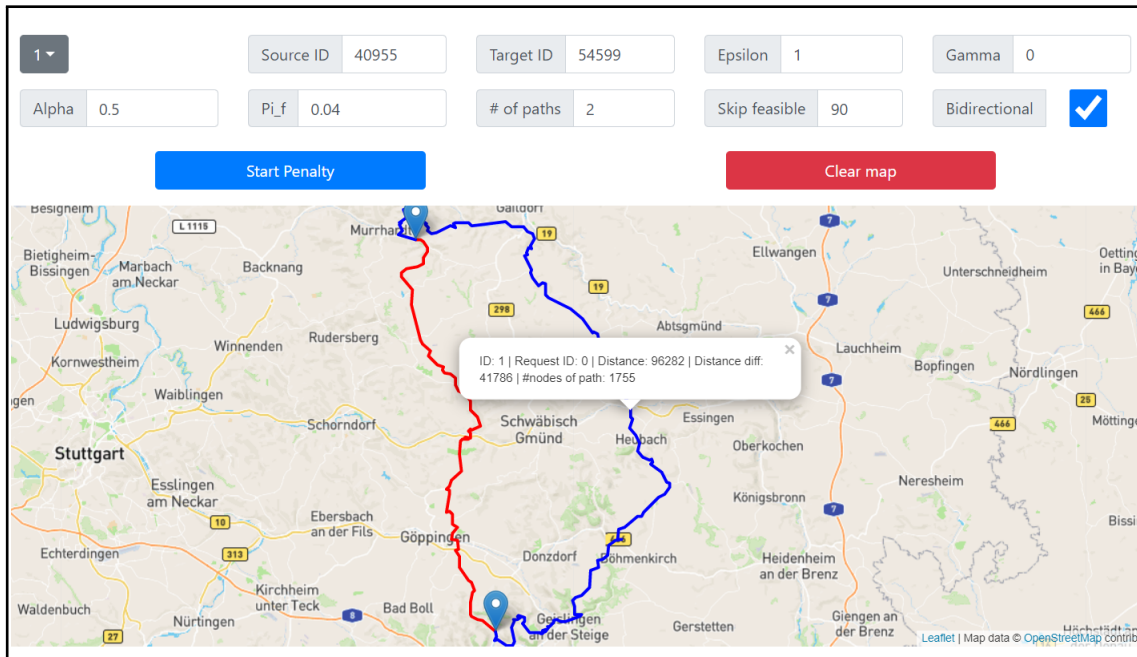 1
Source ID 40955
Target ID 54599
Epsilon 1
Gamma 0
Alpha 0.5
Pi_f 0.04
# of paths 2
Skip feasible 90
Bidirectional
Start Penalty
Clear map
Besigheim
L 1115
Murrhardt
Gaildorf
19
7
Ellwangen
Bietigheim-
Bissingen
Marbach
am Neckar
Backnang
Unterschneidheim
Oetting
in Baye
19
7
298
466
Ludwigsburg
Rudersberg
Abtsgmünd
Winnenden
Lauchheim
Kornwestheim
ID: 1 | Request ID: 0 | Distance: 96282 | Distance diff:
41786 | #nodes of path: 1755
×
Bopfingen
Nördlingen
7
Waiblingen
gen
25
Schorndorf
Schwäbisch
Gmünd
Essingen
Möttinge
466
Heubach
Oberkochen
Stuttgart
Neresheim
Esslingen
am Neckar
Königsbronn
7
Ebersbach
an der Fils
10
Bissi
Göppingen
Echterdingen
313
Donzdorf
Böhmenkirch
Heidenheim
an der Brenz
Kirchheim
unter Teck
Waldenbuch
8
Bad Boll
Nürtingen
Geislingen
an der Steige
Gerstetten
Giengen an
der Brenz
27
Leaflet | Map data © OpenStreetMap contrib